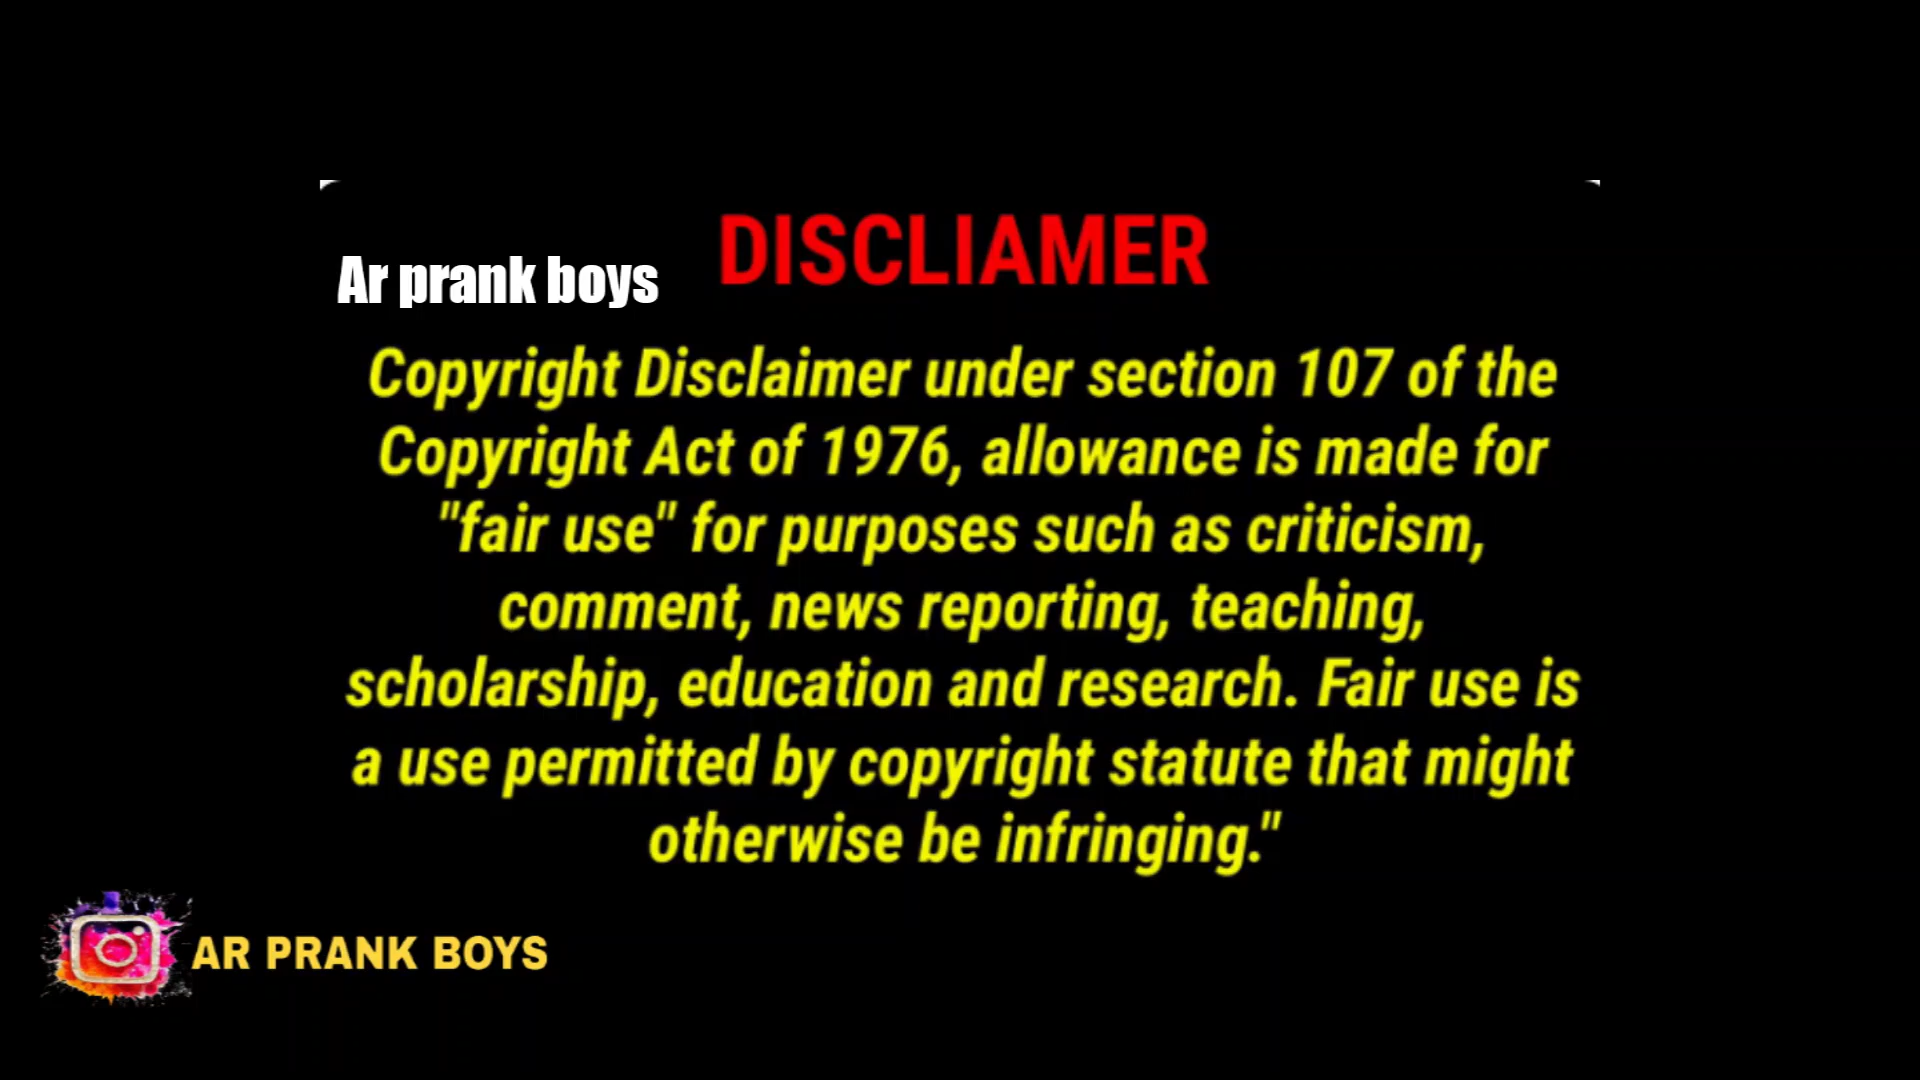 DISCLIAMER
Ar prank boys
Copyright Disclaimer under section 107 of the
Copyright Act of 1976, allowance is made for
"fair use" for purposes such as criticism,
comment, news reporting, teaching,
scholarship, education and research. Fair use is
a use permitted by copyright statute that might
otherwise be infringing."
AR PRANK BOYS